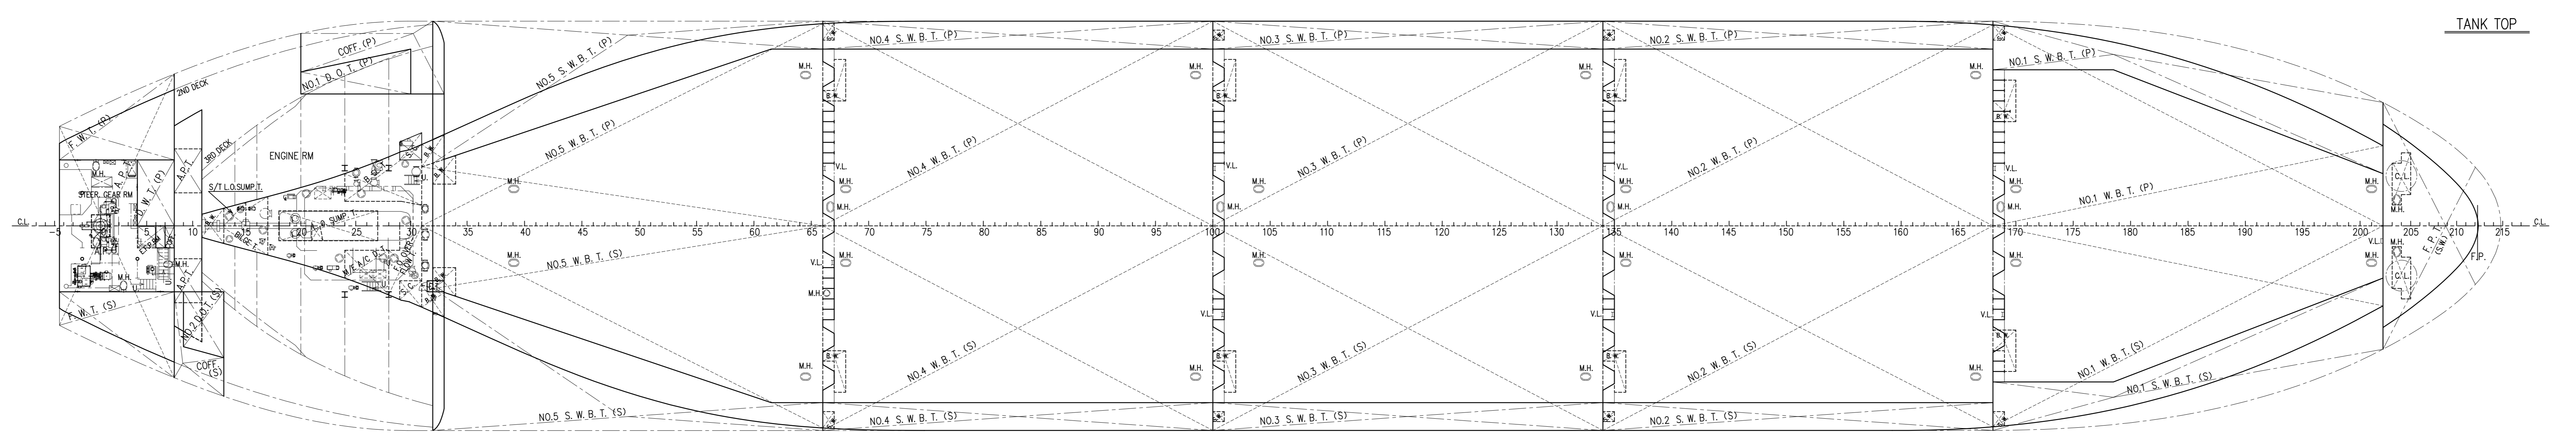 TANK TOP
COFF. (P)
NO.1 D.O.T. (P)
2ND DECK
F. W. T. (P)
3RD DECK
ENGINE RM
A.P.T.
S/T L.O.SUMP.T.
M.H.
STEER. GEAR RM
A. P. T.
D. W. T. (P)
C.L.
-5 5 10 15 20 25 30 60 65 70 75 80 85 90 95 100 105 110 115 120 125 130 135 140 145 150 155 160 165 170 175 180 185 190 195 200 205 210 215
C.L.
L.O. SUMP. T.
BILGE T.
M/E A/C D.T.
F.O. OVER FLOW T.
B.O.T.
S. C.
S. C.
B.W.
B.W.
U.
U.
M.H.
M.H.
A.P.T.
F. W. T. (S)
NO.2 D.O.T. (S)
COFF. (S)
NO.5 S. W. B. T. (P)
NO.5 W. B. T. (P)
M.H.
M.H.
NO.5 W. B. T. (S)
NO.5 S. W. B. T. (S)
M.H.
M.H.
V.L.
V.L.
M.H.
B.W.
B.W.
NO.4 S. W. B. T. (P)
NO.4 W. B. T. (P)
M.H.
M.H.
M.H.
M.H.
M.H.
NO.4 W. B. T. (S)
NO.4 S. W. B. T. (S)
V.L.
V.L.
B.W.
B.W.
NO.3 S. W. B. T. (P)
NO.3 W. B. T. (P)
M.H.
M.H.
M.H.
M.H.
M.H.
NO.3 W. B. T. (S)
NO.3 S. W. B. T. (S)
V.L.
V.L.
B.W.
B.W.
NO.2 S. W. B. T. (P)
NO.2 W. B. T. (P)
M.H.
M.H.
M.H.
M.H.
M.H.
NO.2 W. B. T. (S)
NO.2 S. W. B. T. (S)
V.L.
V.L.
B.W.
B.W.
NO.1 S. W. B. T. (P)
NO.1 W. B. T. (P)
M.H.
M.H.
M.H.
NO.1 W. B. T. (S)
NO.1 S. W. B. T. (S)
V.L.
M.H.
M.H.
C.L.
C.L.
F. P. T. (S.W.)
F.P.